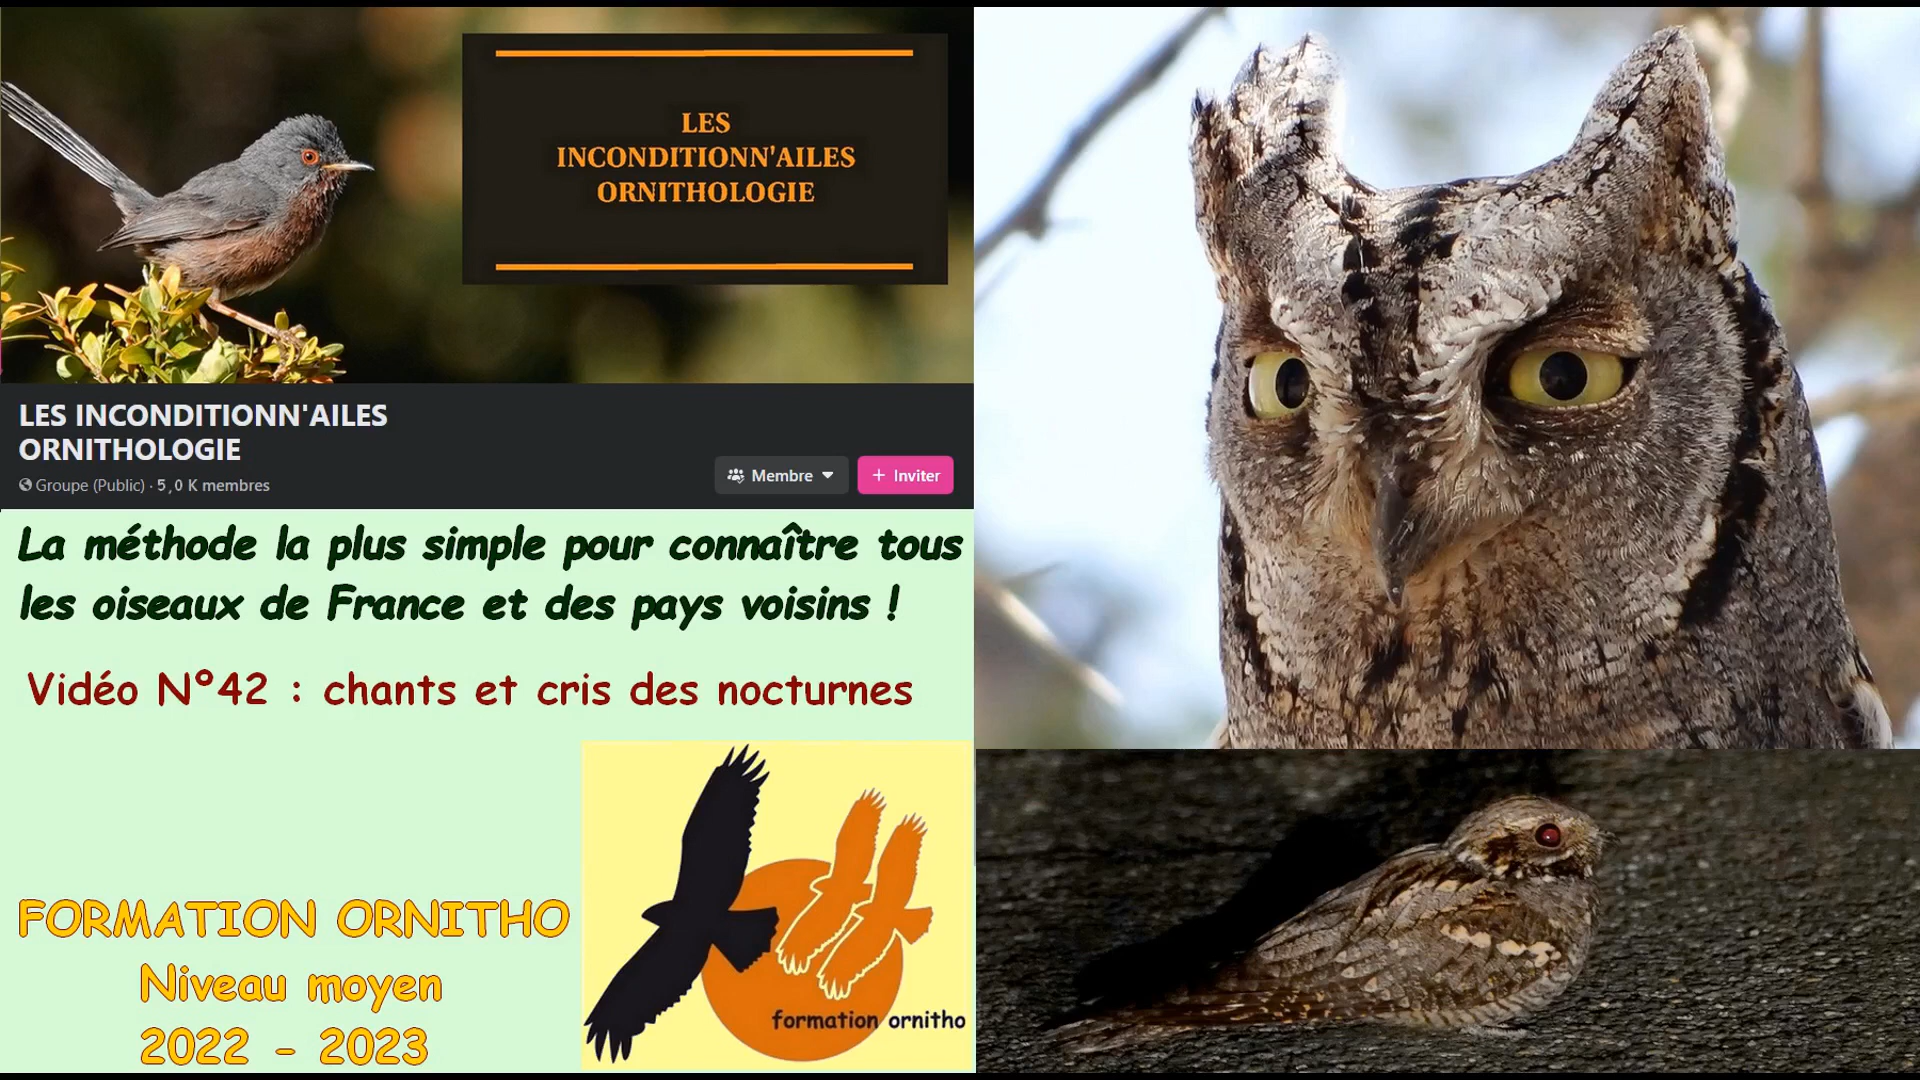 LES
INCONDITIONN'AILES
ORNITHOLOGIE
LES INCONDITIONN'AILES
ORNITHOLOGIE
Groupe (Public) · 5,0 K membres
Membre
+ Inviter
La méthode la plus simple pour connaître tous
les oiseaux de France et des pays voisins !
Vidéo N°42 : chants et cris des nocturnes
FORMATION ORNITHO
Niveau moyen
2022 - 2023
formation ornitho